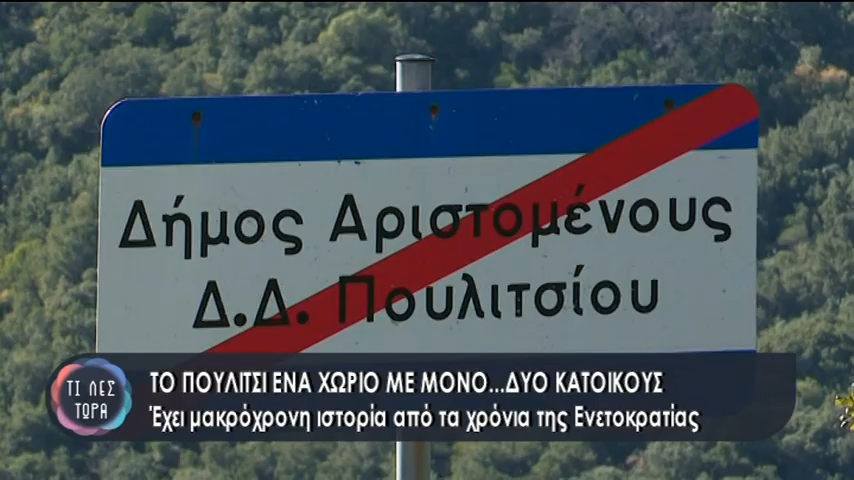 Δήμος Αριστομένους
Δ.Δ. Πουλιτσίου
ΤΙ ΛΕΣ
ΤΩΡΑ
ΤΟ ΠΟΥΛΙΤΣΙ ΕΝΑ ΧΩΡΙΟ ΜΕ ΜΟΝΟ...ΔΥΟ ΚΑΤΟΙΚΟΥΣ
Έχει μακρόχρονη ιστορία από τα χρόνια της Ενετοκρατίας